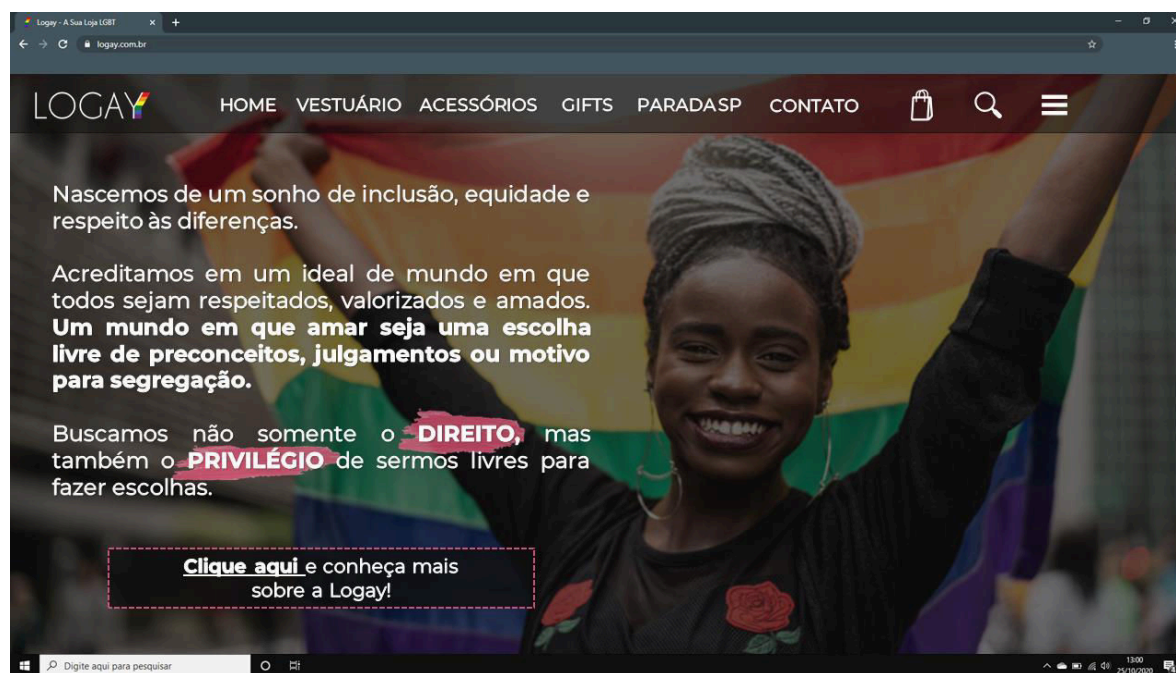 Logay - A Sua Loja LGBT
logay.com.br
LOGAY HOME VESTUÁRIO ACESSÓRIOS GIFTS PARADASP CONTATO
Nascemos de um sonho de inclusão, equidade e
respeito às diferenças.
Acreditamos em um ideal de mundo em que
todos sejam respeitados, valorizados e amados.
Um mundo em que amar seja uma escolha
livre de preconceitos, julgamentos ou motivo
para segregação.
Buscamos não somente o DIREITO, mas
também o PRIVILÉGIO de sermos livres para
fazer escolhas.
Clique aqui e conheça mais
sobre a Logay!
Digite aqui para pesquisar
13:00
25/10/2020